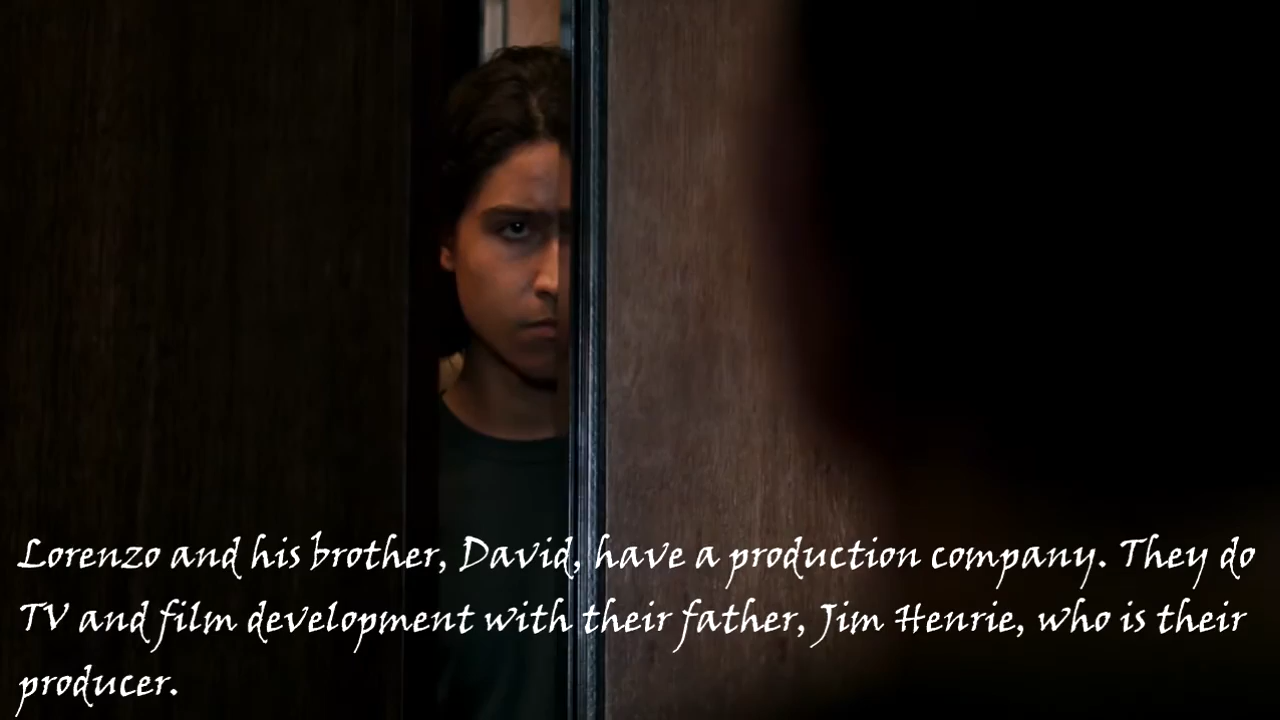 Lorenzo and his brother, David, have a production company. They do
TV and film development with their father, Jim Henrie, who is their
producer.